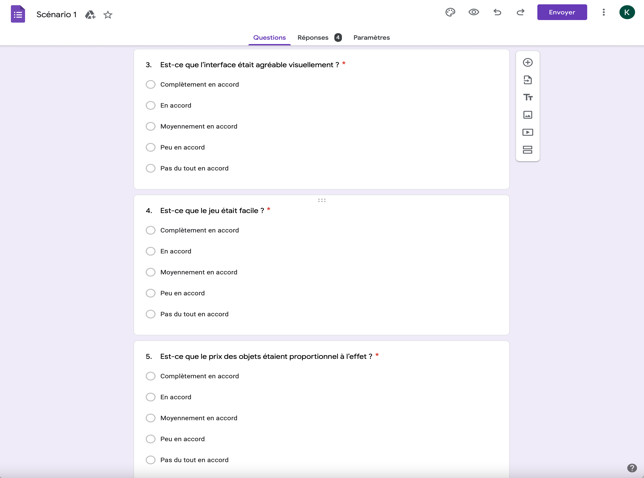 Scénario 1
Envoyer
K
Questions
Réponses 4
Paramètres
3. Est-ce que l'interface était agréable visuellement ? *
Complètement en accord
En accord
Moyennement en accord
Peu en accord
Pas du tout en accord
4. Est-ce que le jeu était facile ? *
Complètement en accord
En accord
Moyennement en accord
Peu en accord
Pas du tout en accord
5. Est-ce que le prix des objets étaient proportionnel à l'effet ? *
Complètement en accord
En accord
Moyennement en accord
Peu en accord
Pas du tout en accord